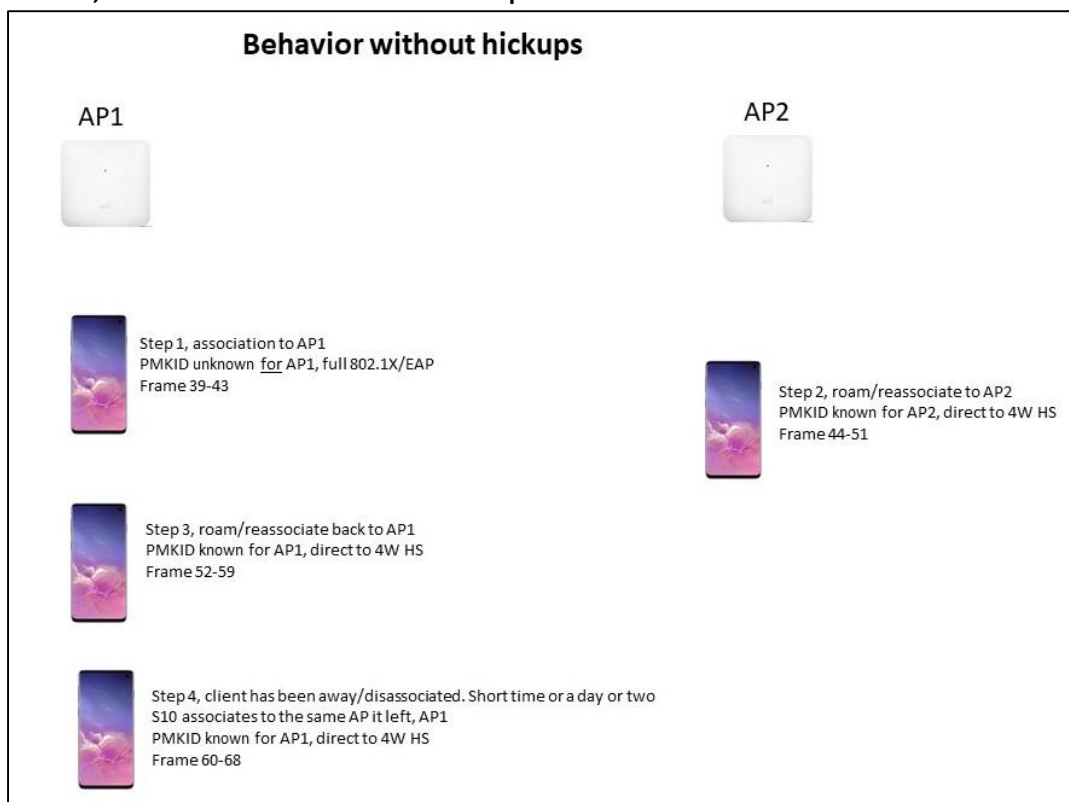 Behavior without hickups
AP1
AP2
Step 1, association to AP1
PMKID unknown for AP1, full 802.1X/EAP
Frame 39-43
Step 2, roam/reassociate to AP2
PMKID known for AP2, direct to 4W HS
Frame 44-51
Step 3, roam/reassociate back to AP1
PMKID known for AP1, direct to 4W HS
Frame 52-59
Step 4, client has been away/disassociated. Short time or a day or two
S10 associates to the same AP it left, AP1
PMKID known for AP1, direct to 4W HS
Frame 60-68